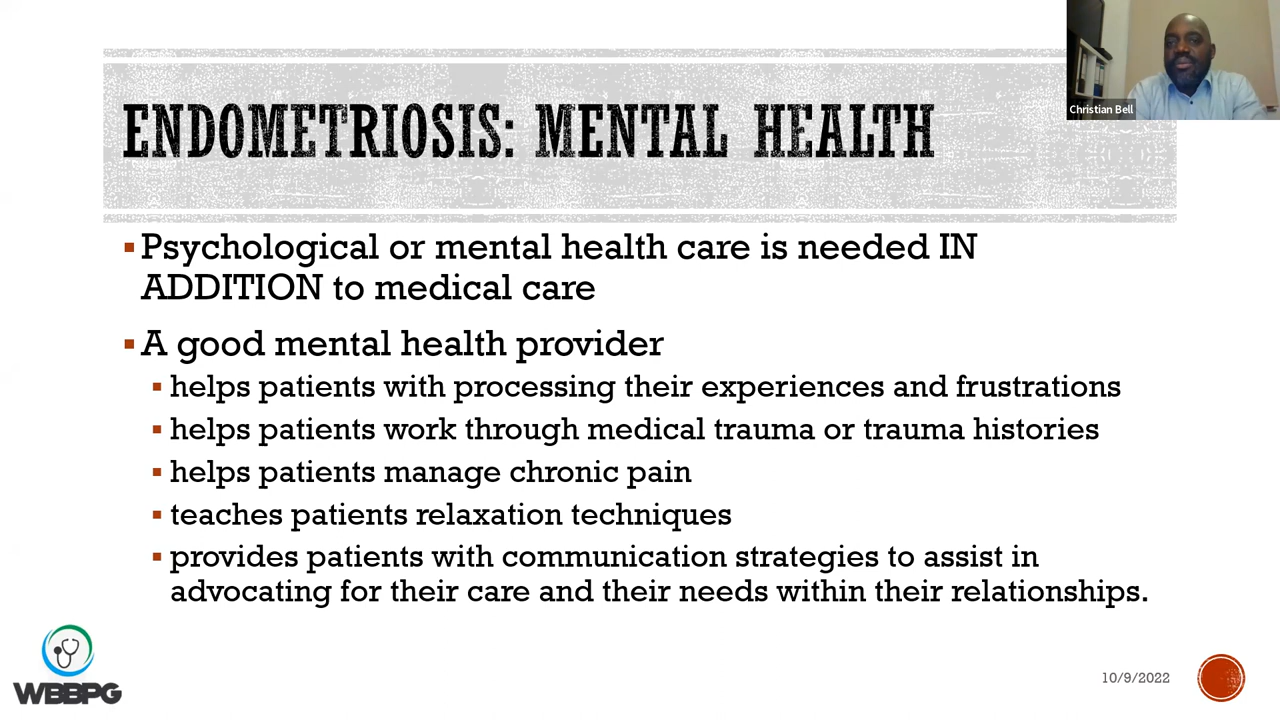 Christian Bell
ENDOMETRIOSIS: MENTAL HEALTH
Psychological or mental health care is needed IN
ADDITION to medical care
A good mental health provider
helps patients with processing their experiences and frustrations
helps patients work through medical trauma or trauma histories
helps patients manage chronic pain
teaches patients relaxation techniques
provides patients with communication strategies to assist in
advocating for their care and their needs within their relationships.
WBBPG
10/9/2022